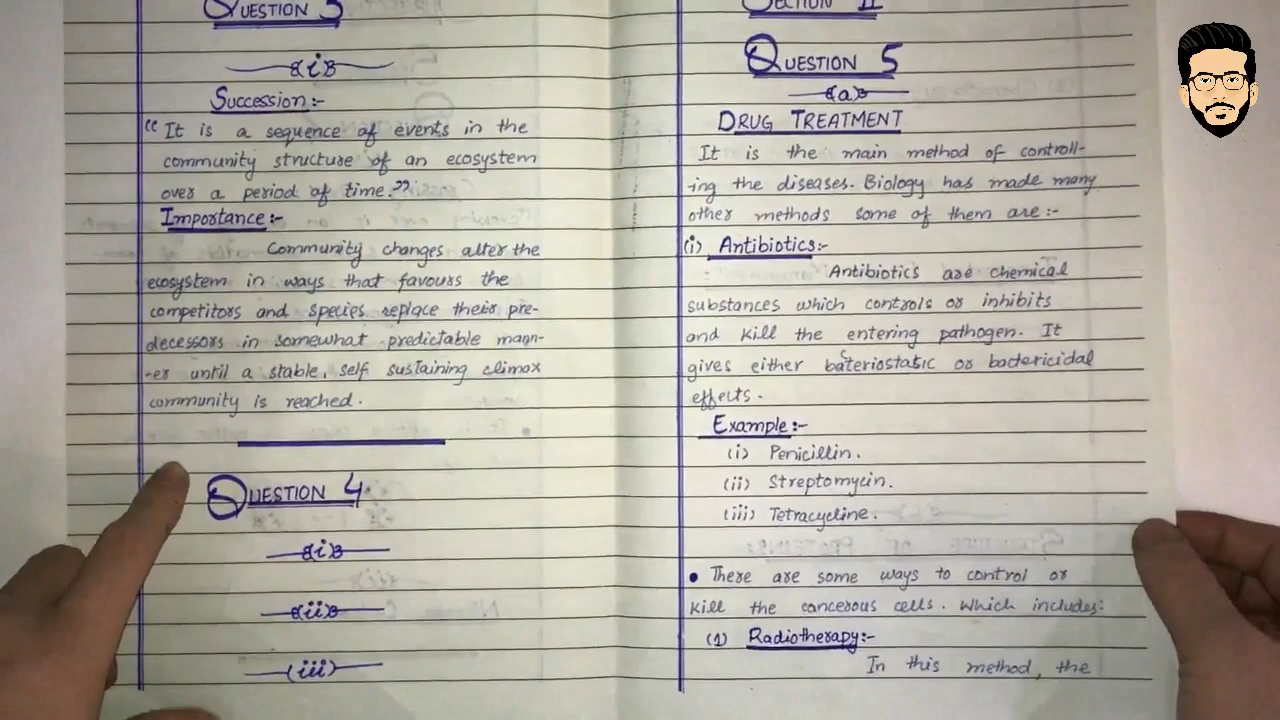 QUESTION 3
(i)
Succession:-
"It is a sequence of events in the
community structure of an ecosystem
over a period of time."
Importance:-
Community changes alter the
ecosystem in ways that favours the
competitors and species replace their pre-
decessors in somewhat predictable mann-
-er until a stable, self sustaining climax
community is reached.
QUESTION 4
(i)
(ii)
(iii)
SECTION II
QUESTION 5
(a)
DRUG TREATMENT
It is the main method of controll-
-ing the diseases. Biology has made many
other methods some of them are:-
(i) Antibiotics:-
Antibiotics are chemical
substances which controls or inhibits
and kill the entering pathogen. It
gives either bacteriostatic or bactericidal
effects.
Example:-
(i) Penicillin.
(ii) Streptomycin.
(iii) Tetracycline.
• There are some ways to control or
kill the cancerous cells. Which includes:
(1) Radiotherapy:-
In this method, the